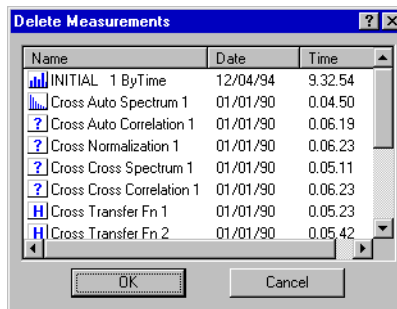 Delete Measurements
Name Date Time
INITIAL 1 ByTime 12/04/94 9.32.54
Cross Auto Spectrum 1 01/01/90 0.04.50
? Cross Auto Correlation 1 01/01/90 0.06.19
? Cross Normalization 1 01/01/90 0.06.23
? Cross Cross Spectrum 1 01/01/90 0.05.11
? Cross Cross Correlation 1 01/01/90 0.06.23
H Cross Transfer Fn 1 01/01/90 0.05.23
H Cross Transfer Fn 2 01/01/90 0.05.42
OK Cancel